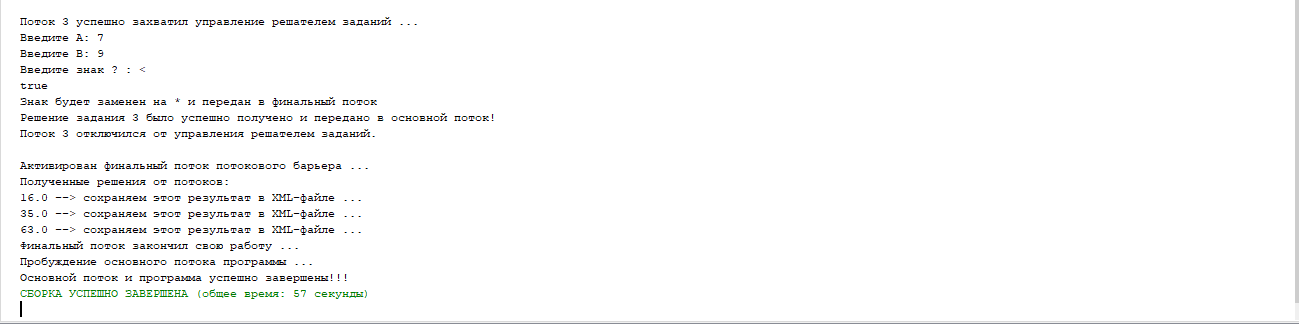 Поток 3 успешно захватил управление решателем заданий ...
Введите A: 7
Введите B: 9
Введите знак ? : <
true
Знак будет заменен на * и передан в финальный поток
Решение задания 3 было успешно получено и передано в основной поток!
Поток 3 отключился от управления решателем заданий.
Активирован финальный поток потокового барьера ...
Полученные решения от потоков:
16.0 --> сохраняем этот результат в XML-файле ...
35.0 --> сохраняем этот результат в XML-файле ...
63.0 --> сохраняем этот результат в XML-файле ...
Финальный поток закончил свою работу ...
Пробуждение основного потока программы ...
Основной поток и программа успешно завершены!!!
СБОРКА УСПЕШНО ЗАВЕРШЕНА (общее время: 57 секунды)